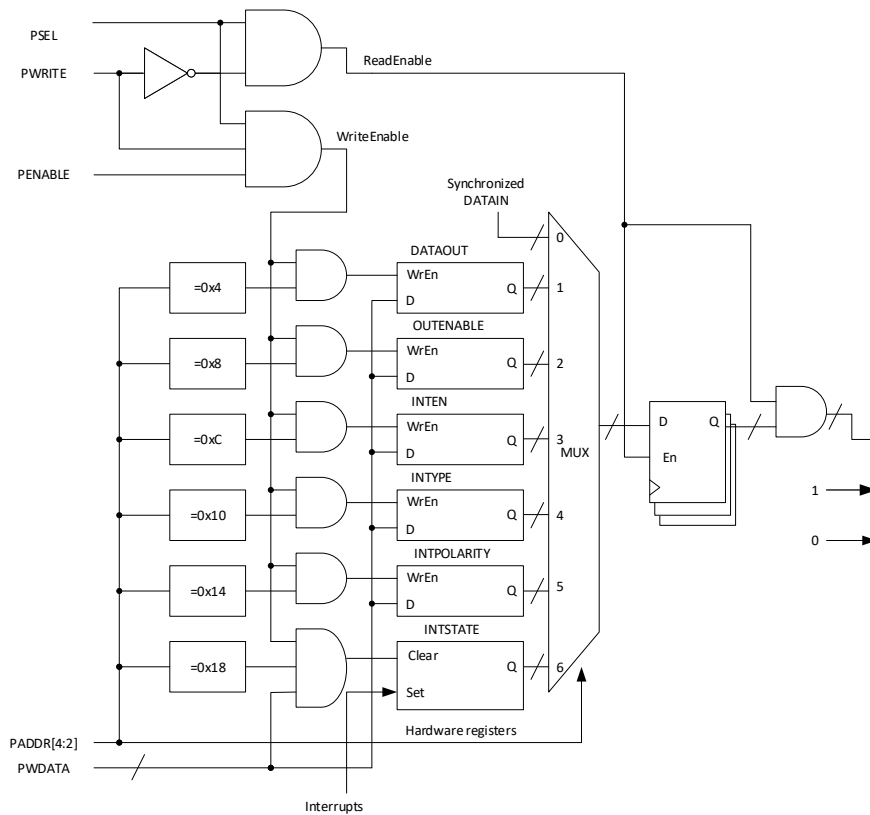 PSEL
ReadEnable
PWRITE
WriteEnable
PENABLE
Synchronized
DATAIN
0
DATAOUT
WrEn
=0x4
Q
1
D
OUTENABLE
WrEn
=0x8
Q
2
D
INTEN
WrEn
=0xC
Q
3
D
MUX
D
Q
En
INTYPE
WrEn
=0x10
Q
4
D
1
0
INTPOLARITY
WrEn
=0x14
Q
5
D
INTSTATE
Clear
=0x18
Q
6
Set
Hardware registers
PADDR[4:2]
PWDATA
Interrupts